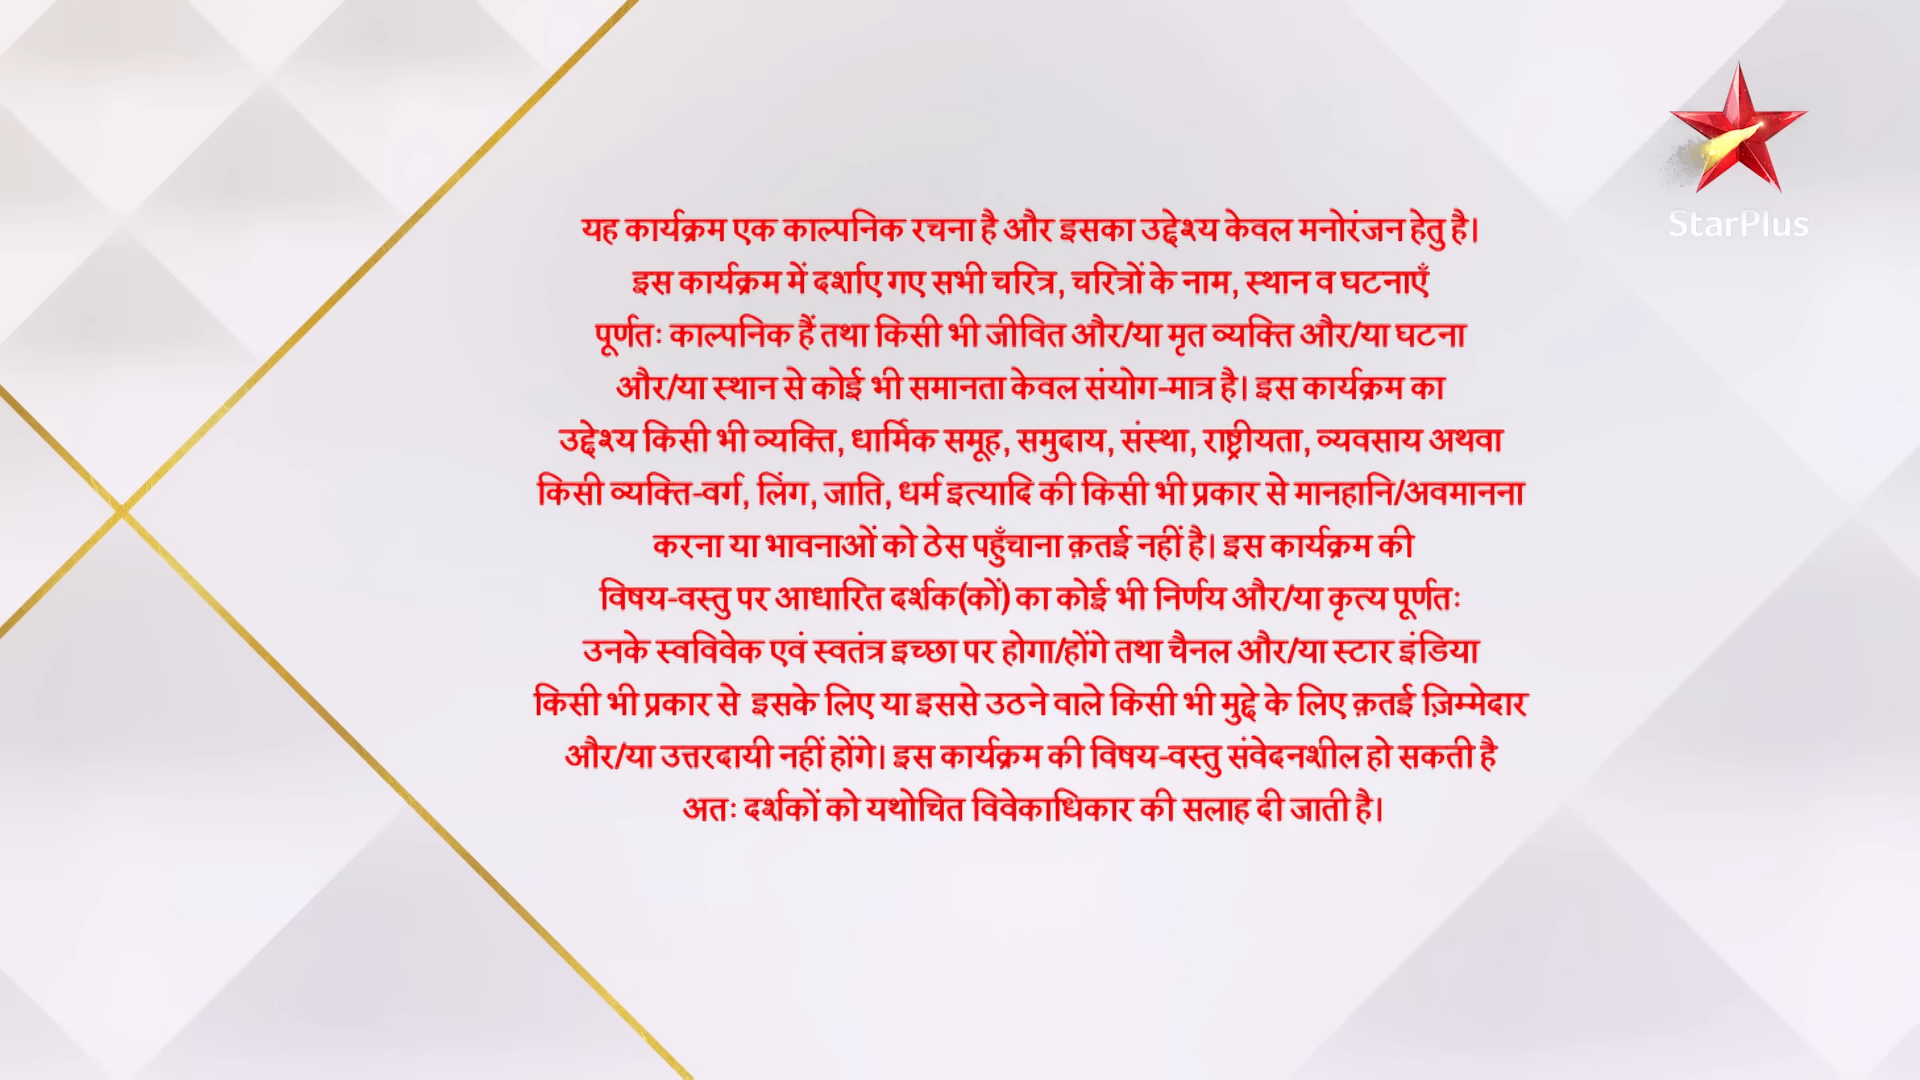 StarPlus
यह कार्यक्रम एक काल्पनिक रचना है और इसका उद्देश्य केवल मनोरंजन हेतु है।
इस कार्यक्रम में दर्शाए गए सभी चरित्र, चरित्रों के नाम, स्थान व घटनाएँ
पूर्णतः काल्पनिक हैं तथा किसी भी जीवित और/या मृत व्यक्ति और/या घटना
और/या स्थान से कोई भी समानता केवल संयोग-मात्र है। इस कार्यक्रम का
उद्देश्य किसी भी व्यक्ति, धार्मिक समूह, समुदाय, संस्था, राष्ट्रीयता, व्यवसाय अथवा
किसी व्यक्ति-वर्ग, लिंग, जाति, धर्म इत्यादि की किसी भी प्रकार से मानहानि/अवमानना
करना या भावनाओं को ठेस पहुँचाना क़तई नहीं है। इस कार्यक्रम की
विषय-वस्तु पर आधारित दर्शक(कों) का कोई भी निर्णय और/या कृत्य पूर्णतः
उनके स्वविवेक एवं स्वतंत्र इच्छा पर होगा/होंगे तथा चैनल और/या स्टार इंडिया
किसी भी प्रकार से इसके लिए या इससे उठने वाले किसी भी मुद्दे के लिए क़तई ज़िम्मेदार
और/या उत्तरदायी नहीं होंगे। इस कार्यक्रम की विषय-वस्तु संवेदनशील हो सकती है
अतः दर्शकों को यथोचित विवेकाधिकार की सलाह दी जाती है।